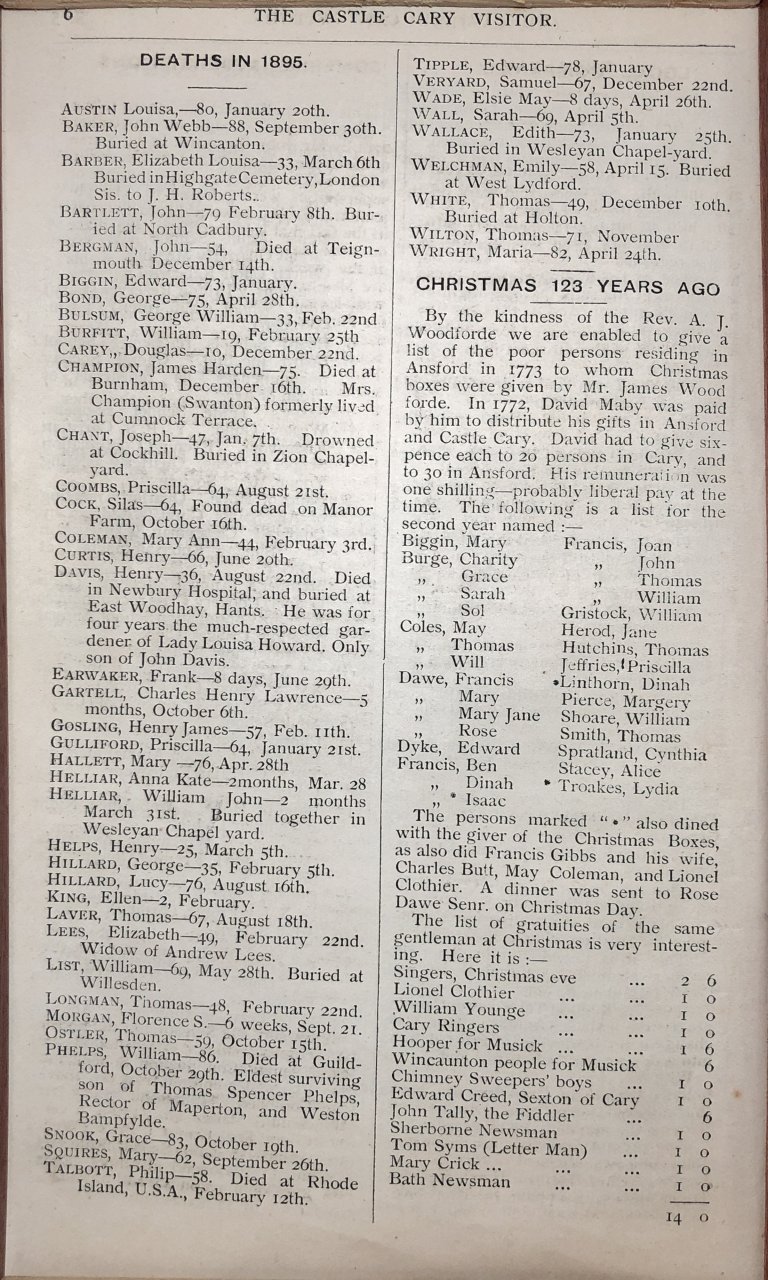 6
THE CASTLE CARY VISITOR.
DEATHS IN 1895.
AUSTIN Louisa,—80, January 20th.
BAKER, John Webb—88, September 30th.
Buried at Wincanton.
BARBER, Elizabeth Louisa—33, March 6th
Buried in Highgate Cemetery, London
Sis. to J. H. Roberts..
BARTLETT, John—79 February 8th. Bur-
ied at North Cadbury.
BERGMAN, John—54, Died at Teign-
mouth December 14th.
BIGGIN, Edward—73, January.
BOND, George—75, April 28th.
BULSUM, George William—33, Feb. 22nd
BURFITT, William—19, February 25th
CAREY,, Douglas—10, December 22nd.
CHAMPION, James Harden—75. Died at
Burnham, December 16th. Mrs.
Champion (Swanton) formerly lived
at Cumnock Terrace.
CHANT, Joseph—47, Jan. 7th. Drowned
at Cockhill. Buried in Zion Chapel-
yard.
COOMBS, Priscilla—64, August 21st.
COCK, Silas—64, Found dead on Manor
Farm, October 16th.
COLEMAN, Mary Ann—44, February 3rd.
CURTIS, Henry—66, June 20th.
DAVIS, Henry—36, August 22nd. Died
in Newbury Hospital, and buried at
East Woodhay, Hants. He was for
four years the much-respected gar-
dener of Lady Louisa Howard. Only
son of John Davis.
EARWAKER, Frank—8 days, June 29th.
GARTELL, Charles Henry Lawrence—5
months, October 6th.
GOSLING, Henry James—57, Feb. 11th.
GULLIFORD, Priscilla—64, January 21st.
HALLETT, Mary —76, Apr. 28th
HELLIAR, Anna Kate—2months, Mar. 28
HELLIAR, William John—2 months
March 31st. Buried together in
Wesleyan Chapel yard.
HELPS, Henry—25, March 5th.
HILLARD, George—35, February 5th.
HILLARD, Lucy—76, August 16th.
KING, Ellen—2, February.
LAVER, Thomas—67, August 18th.
LEES, Elizabeth—49, February 22nd.
Widow of Andrew Lees.
LIST, William—69, May 28th. Buried at
Willesden.
LONGMAN, Thomas—48, February 22nd.
MORGAN, Florence S.—6 weeks, Sept. 21.
OSTLER, Thomas—59, October 15th.
PHELPS, William—86. Died at Guild-
ford, October 29th. Eldest surviving
son of Thomas Spencer Phelps,
Rector of Maperton, and Weston
Bampfylde.
SNOOK, Grace—83, October 19th.
SQUIRES, Mary—62, September 26th.
TALBOTT, Philip—58. Died at Rhode
Island, U.S.A., February 12th.
TIPPLE, Edward—78, January
VERYARD, Samuel—67, December 22nd.
WADE, Elsie May—8 days, April 26th.
WALL, Sarah—69, April 5th.
WALLACE, Edith—73, January 25th.
Buried in Wesleyan Chapel-yard.
WELCHMAN, Emily—58, April 15. Buried
at West Lydford.
WHITE, Thomas—49, December 10th.
Buried at Holton.
WILTON, Thomas—71, November
WRIGHT, Maria—82, April 24th.
CHRISTMAS 123 YEARS AGO
By the kindness of the Rev. A. J.
Woodforde we are enabled to give a
list of the poor persons residing in
Ansford in 1773 to whom Christmas
boxes were given by Mr. James Wood
forde. In 1772, David Maby was paid
by him to distribute his gifts in Ansford
and Castle Cary. David had to give six-
pence each to 20 persons in Cary, and
to 30 in Ansford. His remuneration was
one shilling—probably liberal pay at the
time. The following is a list for the
second year named :—
Biggin, Mary
Burge, Charity
„ Grace
„ Sarah
„ Sol
Coles, May
„ Thomas
„ Will
Dawe, Francis
„ Mary
„ Mary Jane
„ Rose
Dyke, Edward
Francis, Ben
„ Dinah
„ * Isaac
Francis, Joan
„ John
„ Thomas
„ William
Gristock, William
Herod, Jane
Hutchins, Thomas
Jeffries, Priscilla
*Linthorn, Dinah
Pierce, Margery
Shoare, William
Smith, Thomas
Spratland, Cynthia
Stacey, Alice
* Troakes, Lydia
The persons marked "*" also dined
with the giver of the Christmas Boxes,
as also did Francis Gibbs and his wife,
Charles Butt, May Coleman, and Lionel
Clothier. A dinner was sent to Rose
Dawe Senr. on Christmas Day.
The list of gratuities of the same
gentleman at Christmas is very interest-
ing. Here it is :—
Singers, Christmas eve ... 2 6
Lionel Clothier ... ... 1 0
William Younge ... ... 1 0
Cary Ringers ... ... 1 0
Hooper for Musick ... ... 1 6
Wincaunton people for Musick 6
Chimney Sweepers' boys ... 1 0
Edward Creed, Sexton of Cary 1 0
John Tally, the Fiddler ... 6
Sherborne Newsman ... 1 0
Tom Syms (Letter Man) ... 1 0
Mary Crick ... ... ... 1 0
Bath Newsman ... ... 1 0
14 0